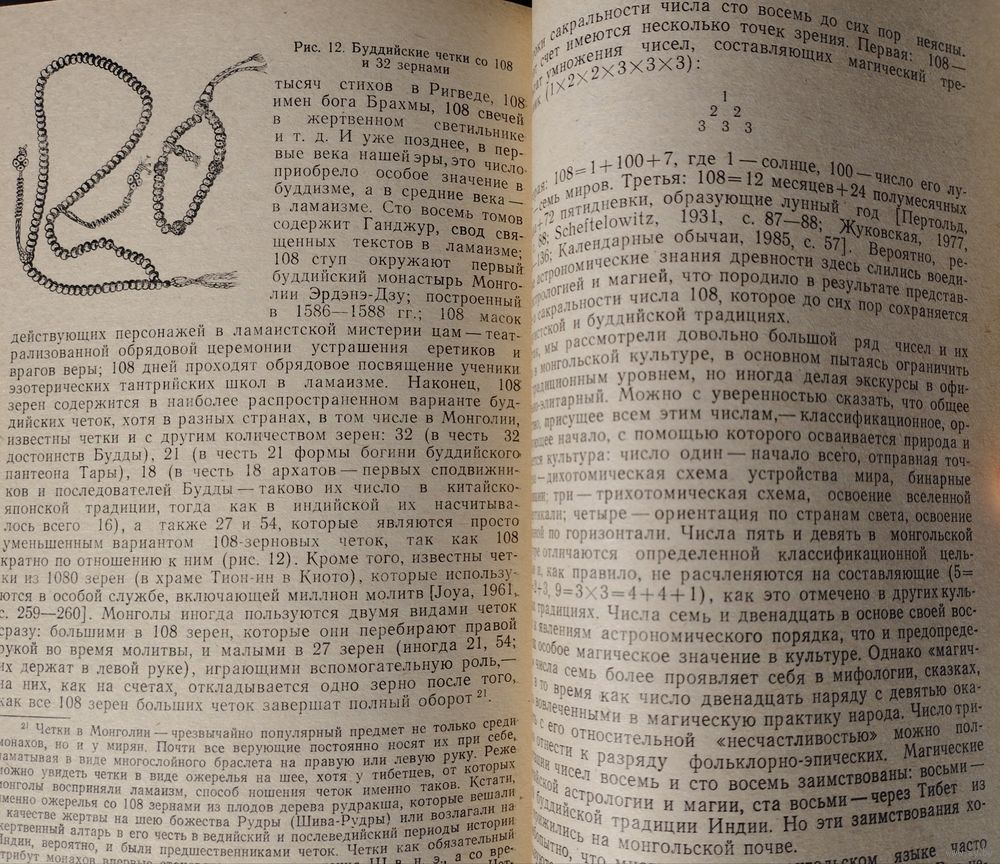 Рис. 12. Буддийские четки со 108
и 32 зернами
тысяч стихов в Ригведе, 108
имен бога Брахмы, 108 свечей
в жертвенном светильнике
и т. д. И уже позднее, в пер-
вые века нашей эры, это число
приобрело особое значение в
буддизме, а в средние века —
в ламаизме. Сто восемь томов
содержит Ганджур, свод свя-
щенных текстов в ламаизме;
108 ступ окружают первый
буддийский монастырь Монго-
лии Эрдэнэ-Дзу; построенный
в 1586—1588 гг.; 108 масок
действующих персонажей в ламаистской мистерии цам — теат-
рализованной обрядовой церемонии устрашения еретиков и
врагов веры; 108 дней проходят обрядовое посвящение ученики
эзотерических тантрийских школ в ламаизме. Наконец, 108
зерен содержится в наиболее распространенном варианте буд-
дийских четок, хотя в разных странах, в том числе в Монголии,
известны четки и с другим количеством зерен: 32 (в честь 32
достоинств Будды), 21 (в честь 21 формы богини буддийского
пантеона Тары), 18 (в честь 18 архатов — первых сподвижни-
ков и последователей Будды — таково их число в китайско-
японской традиции, тогда как в индийской их насчитыва-
лось всего 16), а также 27 и 54, которые являются просто
уменьшенным вариантом 108-зерновых четок, так как 108
кратно по отношению к ним (рис. 12). Кроме того, известны чет-
ки из 1080 зерен (в храме Тион-ин в Киото), которые использу-
ются в особой службе, включающей миллион молитв [Joya, 1961,
с. 259—260]. Монголы иногда пользуются двумя видами четок
сразу: большими в 108 зерен, которые они перебирают правой
рукой во время молитвы, и малыми в 27 зерен (иногда 21, 54;
их держат в левой руке), играющими вспомогательную роль,—
на них, как на счетах, откладывается одно зерно после того,
как все 108 зерен больших четок завершат полный оборот 21.
21 Четки в Монголии — чрезвычайно популярный предмет не только среди
монахов, но и у мирян. Почти все верующие постоянно носят их при себе,
наматывая в виде многослойного браслета на правую или левую руку. Реже
можно увидеть четки в виде ожерелья на шее, хотя у тибетцев, от которых
монголы восприняли ламаизм, способ ношения четок именно таков. Кстати,
именно ожерелья со 108 зернами из плодов дерева рудракша, которые вешали
в качестве жертвы на шею божества Рудры (Шива-Рудры) или возлагали на
жертвенный алтарь в его честь в ведийский и послеведийский периоды истории
Индии, вероятно, и были предшественниками четок. Четки как обязательный
атрибут монахов впервые
сакральности числа сто восемь до сих пор неясны.
счет имеются несколько точек зрения. Первая: 108 —
умножения чисел, составляющих магический тре-
(1×2×2×3×3×3):
1
2 2
3 3 3
108=1+100+7, где 1 — солнце, 100 — число его лу-
семь миров. Третья: 108=12 месяцев+24 полумесячных
+72 пятидневки, образующие лунный год [Пертольд,
88; Scheftelowitz, 1931, с. 87—88; Жуковская, 1977,
136; Календарные обычаи, 1985, с. 57]. Вероятно, ре-
астрономические знания древности здесь слились воеди-
астрологией и магией, что породило в результате представ-
сакральности числа 108, которое до сих пор сохраняется
и буддийской традициях.
мы рассмотрели довольно большой ряд чисел и их
в монгольской культуре, в основном пытаясь ограничить
традиционным уровнем, но иногда делая экскурсы в офи-
элитарный. Можно с уверенностью сказать, что общее
присущее всем этим числам,— классификационное, ор-
начало, с помощью которого осваивается природа и
культура: число один — начало всего, отправная точ-
— дихотомическая схема устройства мира, бинарные
три — трихотомическая схема, освоение вселенной
четыре — ориентация по странам света, освоение
по горизонтали. Числа пять и девять в монгольской
отличаются определенной классификационной цель-
и, как правило, не расчленяются на составляющие (5=
9=3×3=4+4+1), как это отмечено в других куль-
традициях. Числа семь и двенадцать в основе своей вос-
явлениям астрономического порядка, что и предопреде-
особое магическое значение в культуре. Однако «магич-
числа семь более проявляет себя в мифологии, сказках,
в то время как число двенадцать наряду с девятью ока-
вовлеченными в магическую практику народа. Число три-
с его относительной «несчастливостью» можно пол-
отнести к разряду фольклорно-эпических. Магические
чисел восемь и сто восемь заимствованы: восьми —
астрологии и магии, ста восьми — через Тибет из
буддийской традиции Индии. Но эти заимствования хо-
прижились на монгольской почве.
языке часто